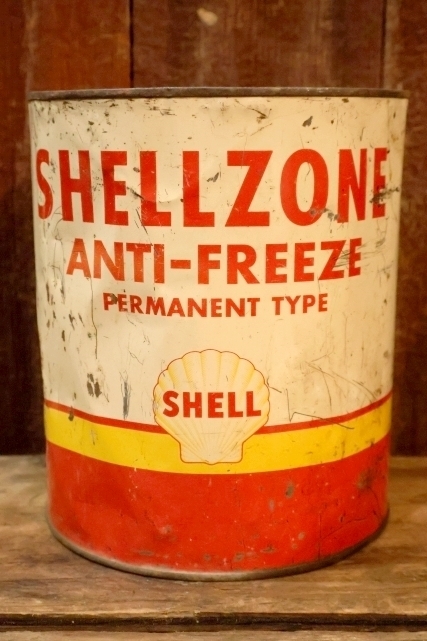 SHELLZONE
ANTI-FREEZE
PERMANENT TYPE
SHELL